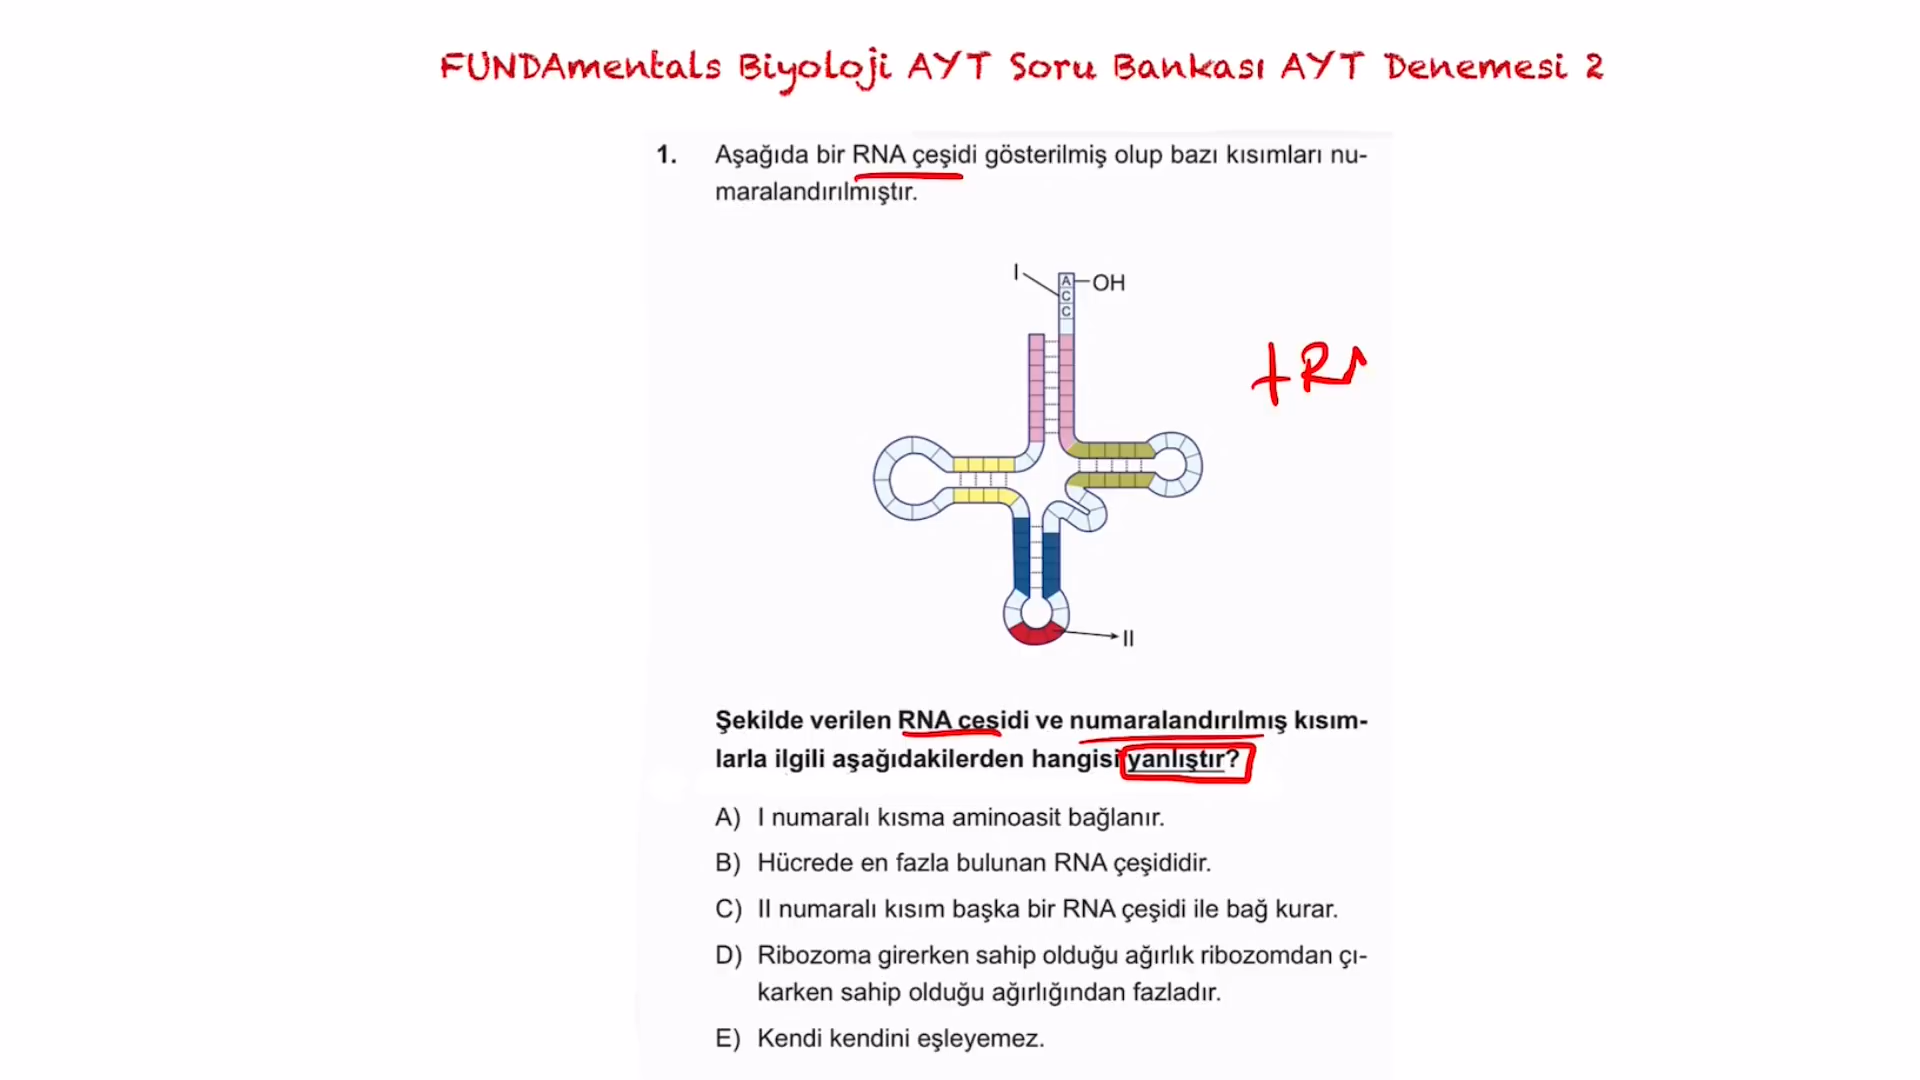 FUNDAmentals Biyoloji AYT Soru Bankası AYT Denemesi 2
1. Aşağıda bir RNA çeşidi gösterilmiş olup bazı kısımları nu-
maralandırılmıştır.
I
A
OH
C
C
tRN
II
Şekilde verilen RNA çeşidi ve numaralandırılmış kısım-
larla ilgili aşağıdakilerden hangisi yanlıştır?
A) I numaralı kısma aminoasit bağlanır.
B) Hücrede en fazla bulunan RNA çeşididir.
C) II numaralı kısım başka bir RNA çeşidi ile bağ kurar.
D) Ribozoma girerken sahip olduğu ağırlık ribozomdan çı-
karken sahip olduğu ağırlığından fazladır.
E) Kendi kendini eşleyemez.